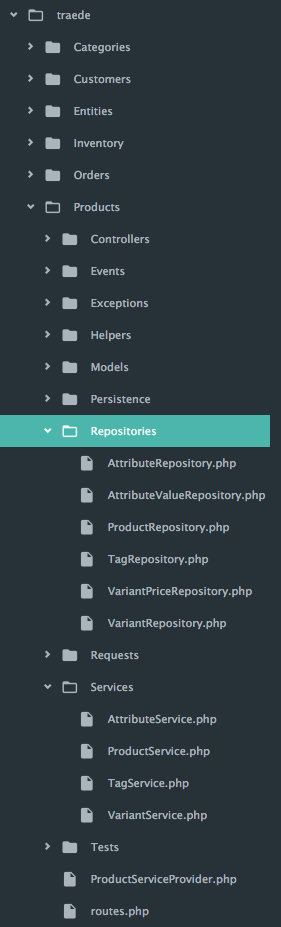 traede
Categories
Customers
Entities
Inventory
Orders
Products
Controllers
Events
Exceptions
Helpers
Models
Persistence
Repositories
AttributeRepository.php
AttributeValueRepository.php
ProductRepository.php
TagRepository.php
VariantPriceRepository.php
VariantRepository.php
Requests
Services
AttributeService.php
ProductService.php
TagService.php
VariantService.php
Tests
ProductServiceProvider.php
routes.php